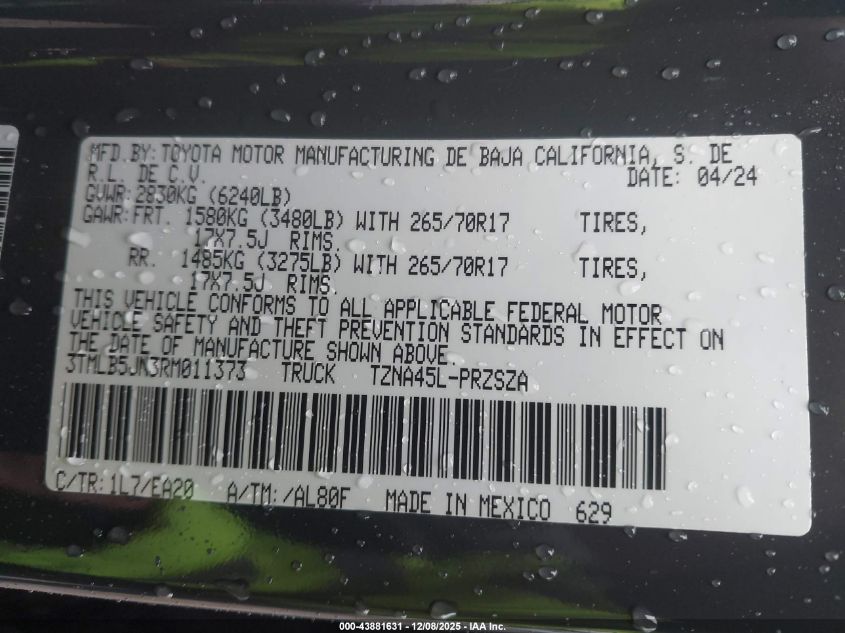 MFD.BY:TOYOTA MOTOR MANUFACTURING DE BAJA CALIFORNIA, S. DE
R.L. DE C.V. DATE: 04/24
GVWR:2830KG (6240LB)
GAWR:FRT. 1580KG (3480LB) WITH 265/70R17 TIRES,
17X7.5J RIMS.
RR. 1485KG (3275LB) WITH 265/70R17 TIRES,
17X7.5J RIMS.
THIS VEHICLE CONFORMS TO ALL APPLICABLE FEDERAL MOTOR
VEHICLE SAFETY AND THEFT PREVENTION STANDARDS IN EFFECT ON
THE DATE OF MANUFACTURE SHOWN ABOVE.
3TMLB5JN3RM011373 TRUCK TZNA45L-PRZSZA
C/TR:1L7/EA20 A/TM:/AL80F MADE IN MEXICO 629
000-43881631 - 12/08/2025 - IAA Inc.